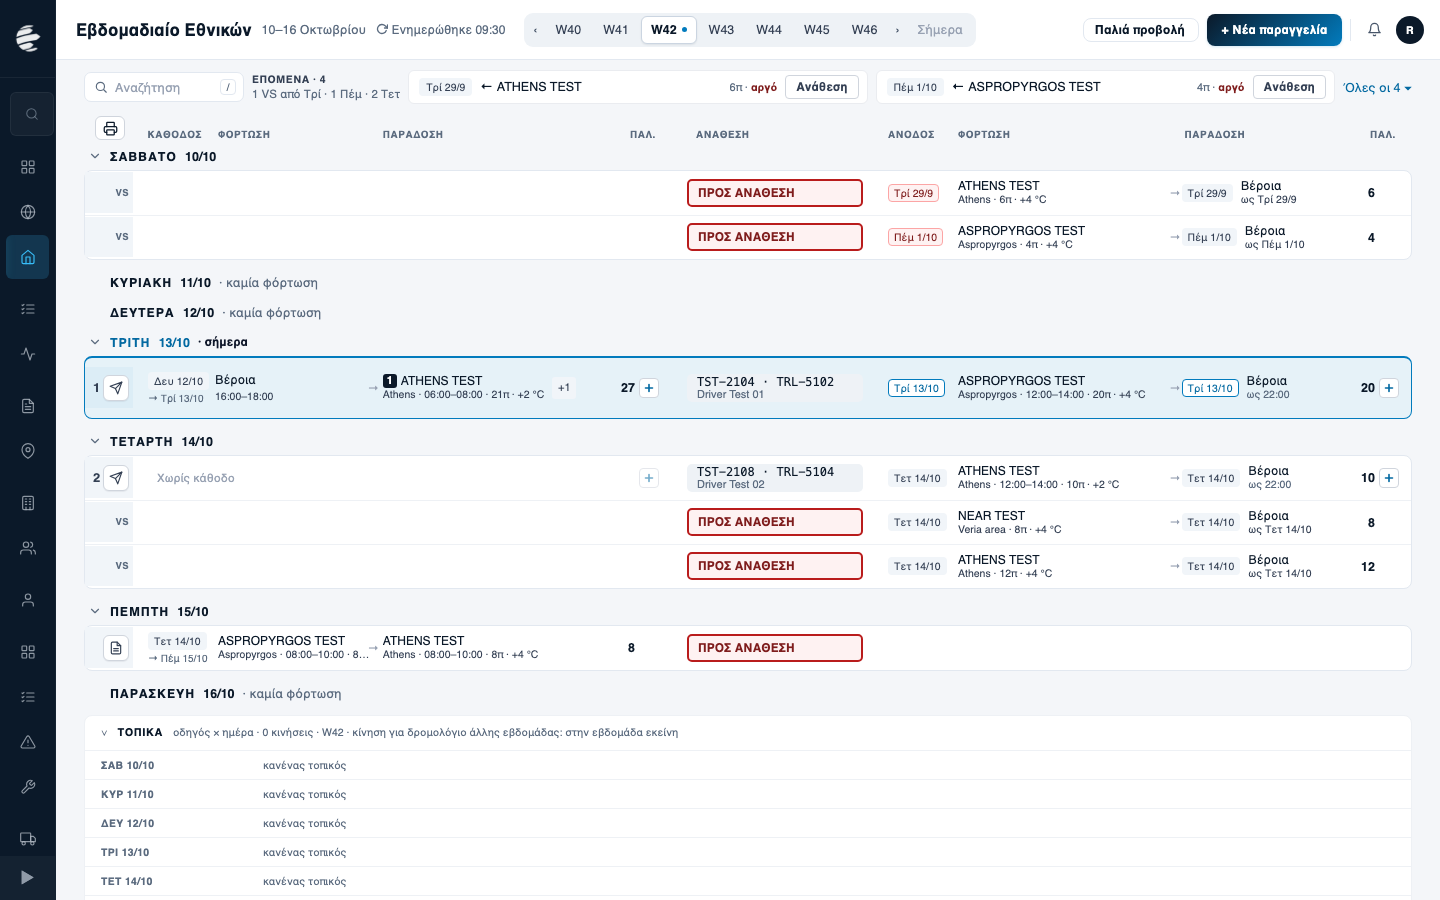 Εβδομαδιαίο Εθνικών 10–16 Οκτωβρίου Ενημερώθηκε 09:30 ‹ W40 W41 W42 W43 W44 W45 W46 › Σήμερα Παλιά προβολή + Νέα παραγγελία R
Αναζήτηση /
ΕΠΟΜΕΝΑ · 4
1 VS από Τρί · 1 Πέμ · 2 Τετ
Τρί 29/9 ← ATHENS TEST 6π · αργό Ανάθεση
Πέμ 1/10 ← ASPROPYRGOS TEST 4π · αργό Ανάθεση
Όλες οι 4
ΚΑΘΟΔΟΣ ΦΟΡΤΩΣΗ ΠΑΡΑΔΟΣΗ ΠΑΛ. ΑΝΑΘΕΣΗ ΑΝΟΔΟΣ ΦΟΡΤΩΣΗ ΠΑΡΑΔΟΣΗ ΠΑΛ.
ΣΑΒΒΑΤΟ 10/10
VS ΠΡΟΣ ΑΝΑΘΕΣΗ Τρί 29/9 ATHENS TEST → Τρί 29/9 Βέροια 6
Athens · 6π · +4 °C ως Τρί 29/9
VS ΠΡΟΣ ΑΝΑΘΕΣΗ Πέμ 1/10 ASPROPYRGOS TEST → Πέμ 1/10 Βέροια 4
Aspropyrgos · 4π · +4 °C ως Πέμ 1/10
ΚΥΡΙΑΚΗ 11/10 · καμία φόρτωση
ΔΕΥΤΕΡΑ 12/10 · καμία φόρτωση
ΤΡΙΤΗ 13/10 · σήμερα
1 Δευ 12/10 Βέροια → 1 ATHENS TEST +1 27 + TST-2104 · TRL-5102 Τρί 13/10 ASPROPYRGOS TEST → Τρί 13/10 Βέροια 20 +
→ Τρί 13/10 16:00–18:00 Athens · 06:00–08:00 · 21π · +2 °C Driver Test 01 Aspropyrgos · 12:00–14:00 · 20π · +4 °C ως 22:00
ΤΕΤΑΡΤΗ 14/10
2 Χωρίς κάθοδο + TST-2108 · TRL-5104 Τετ 14/10 ATHENS TEST → Τετ 14/10 Βέροια 10 +
Driver Test 02 Athens · 12:00–14:00 · 10π · +2 °C ως 22:00
VS ΠΡΟΣ ΑΝΑΘΕΣΗ Τετ 14/10 NEAR TEST → Τετ 14/10 Βέροια 8
Veria area · 8π · +4 °C ως Τετ 14/10
VS ΠΡΟΣ ΑΝΑΘΕΣΗ Τετ 14/10 ATHENS TEST → Τετ 14/10 Βέροια 12
Athens · 12π · +4 °C ως Τετ 14/10
ΠΕΜΠΤΗ 15/10
Τετ 14/10 ASPROPYRGOS TEST → ATHENS TEST 8 ΠΡΟΣ ΑΝΑΘΕΣΗ
→ Πέμ 15/10 Aspropyrgos · 08:00–10:00 · 8… Athens · 08:00–10:00 · 8π · +4 °C
ΠΑΡΑΣΚΕΥΗ 16/10 · καμία φόρτωση
ΤΟΠΙΚΑ οδηγός × ημέρα · 0 κινήσεις · W42 · κίνηση για δρομολόγιο άλλης εβδομάδας: στην εβδομάδα εκείνη
ΣΑΒ 10/10 κανένας τοπικός
ΚΥΡ 11/10 κανένας τοπικός
ΔΕΥ 12/10 κανένας τοπικός
ΤΡΙ 13/10 κανένας τοπικός
ΤΕΤ 14/10 κανένας τοπικός